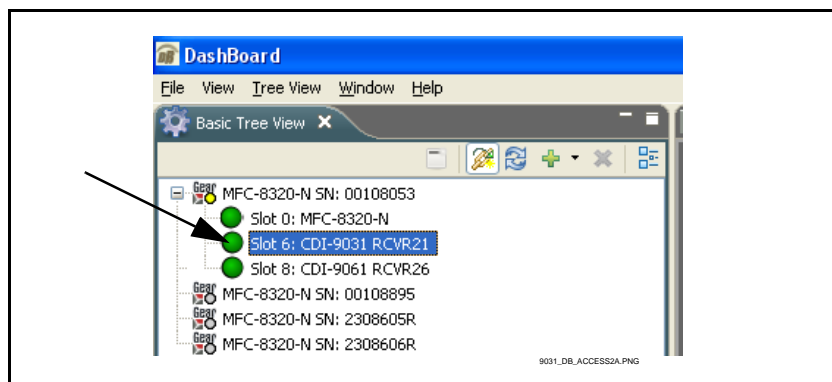 DashBoard
File View Tree View Window Help
Basic Tree View
Gear MFC-8320-N SN: 00108053
Slot 0: MFC-8320-N
Slot 6: CDI-9031 RCVR21
Slot 8: CDI-9061 RCVR26
Gear MFC-8320-N SN: 00108895
Gear MFC-8320-N SN: 2308605R
Gear MFC-8320-N SN: 2308606R
9031_DB_ACCESS2A.PNG